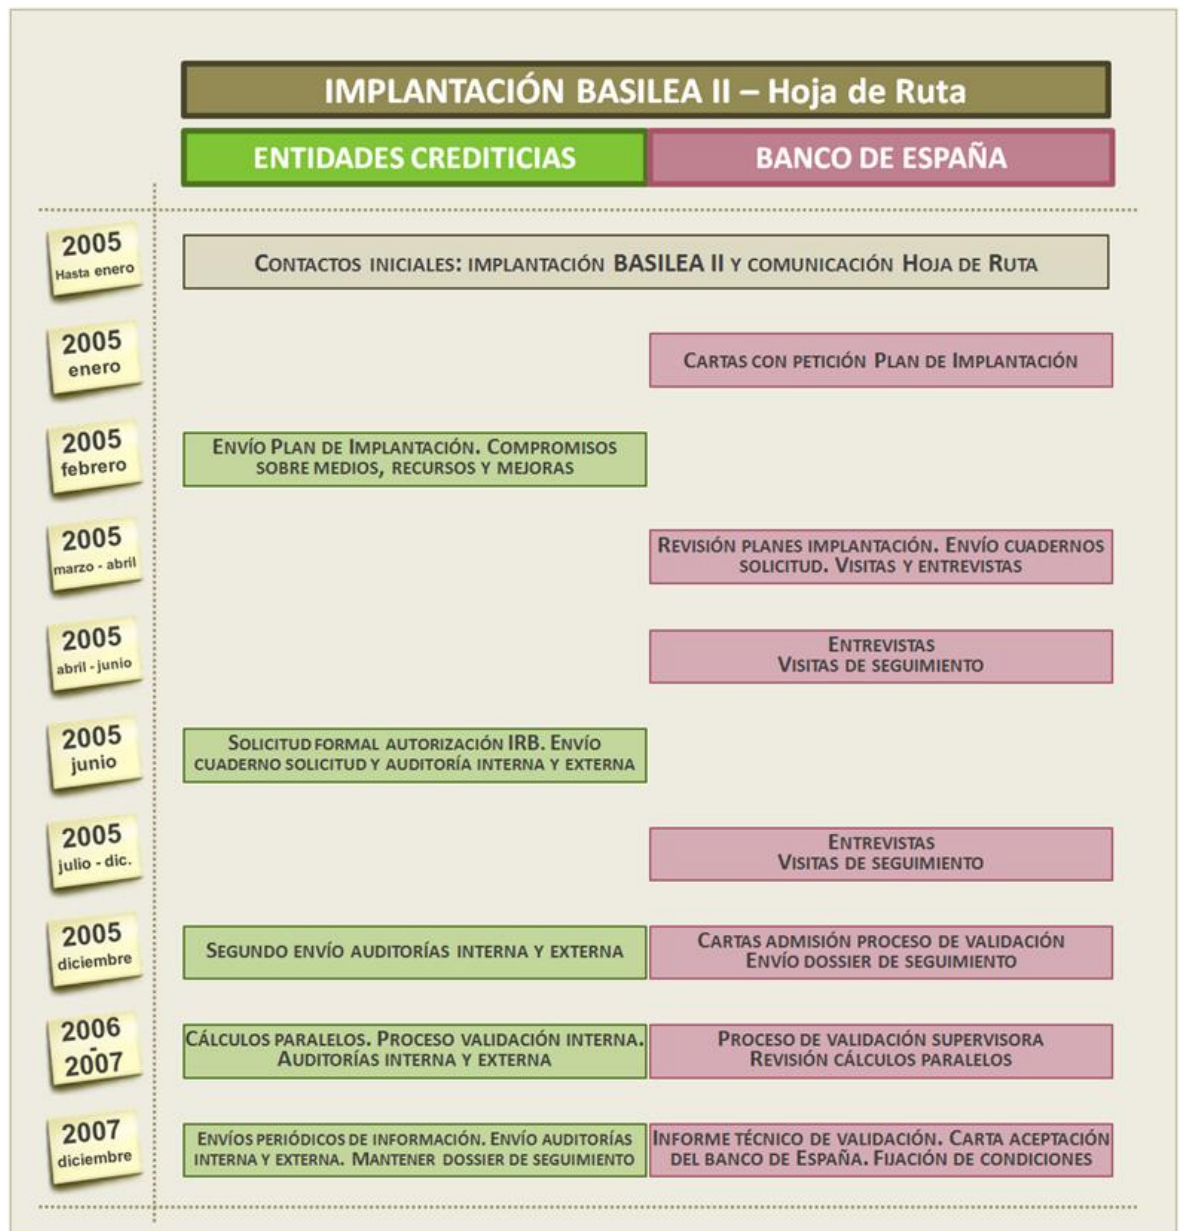 IMPLANTACIÓN BASILEA II – Hoja de Ruta
ENTIDADES CREDITICIAS
BANCO DE ESPAÑA
2005
Hasta enero
CONTACTOS INICIALES: IMPLANTACIÓN BASILEA II Y COMUNICACIÓN HOJA DE RUTA
2005
enero
CARTAS CON PETICIÓN PLAN DE IMPLANTACIÓN
2005
febrero
ENVÍO PLAN DE IMPLANTACIÓN. COMPROMISOS
SOBRE MEDIOS, RECURSOS Y MEJORAS
2005
marzo - abril
REVISIÓN PLANES IMPLANTACIÓN. ENVÍO CUADERNOS
SOLICITUD. VISITAS Y ENTREVISTAS
2005
abril - junio
ENTREVISTAS
VISITAS DE SEGUIMIENTO
2005
junio
SOLICITUD FORMAL AUTORIZACIÓN IRB. ENVÍO
CUADERNO SOLICITUD Y AUDITORÍA INTERNA Y EXTERNA
2005
julio - dic.
ENTREVISTAS
VISITAS DE SEGUIMIENTO
2005
diciembre
SEGUNDO ENVÍO AUDITORÍAS INTERNA Y EXTERNA
CARTAS ADMISIÓN PROCESO DE VALIDACIÓN
ENVÍO DOSSIER DE SEGUIMIENTO
2006
-
2007
CÁLCULOS PARALELOS. PROCESO VALIDACIÓN INTERNA.
AUDITORÍAS INTERNA Y EXTERNA
PROCESO DE VALIDACIÓN SUPERVISORA
REVISIÓN CÁLCULOS PARALELOS
2007
diciembre
ENVÍOS PERIÓDICOS DE INFORMACIÓN. ENVÍO AUDITORÍAS
INTERNA Y EXTERNA. MANTENER DOSSIER DE SEGUIMIENTO
INFORME TÉCNICO DE VALIDACIÓN. CARTA ACEPTACIÓN
DEL BANCO DE ESPAÑA. FIJACIÓN DE CONDICIONES